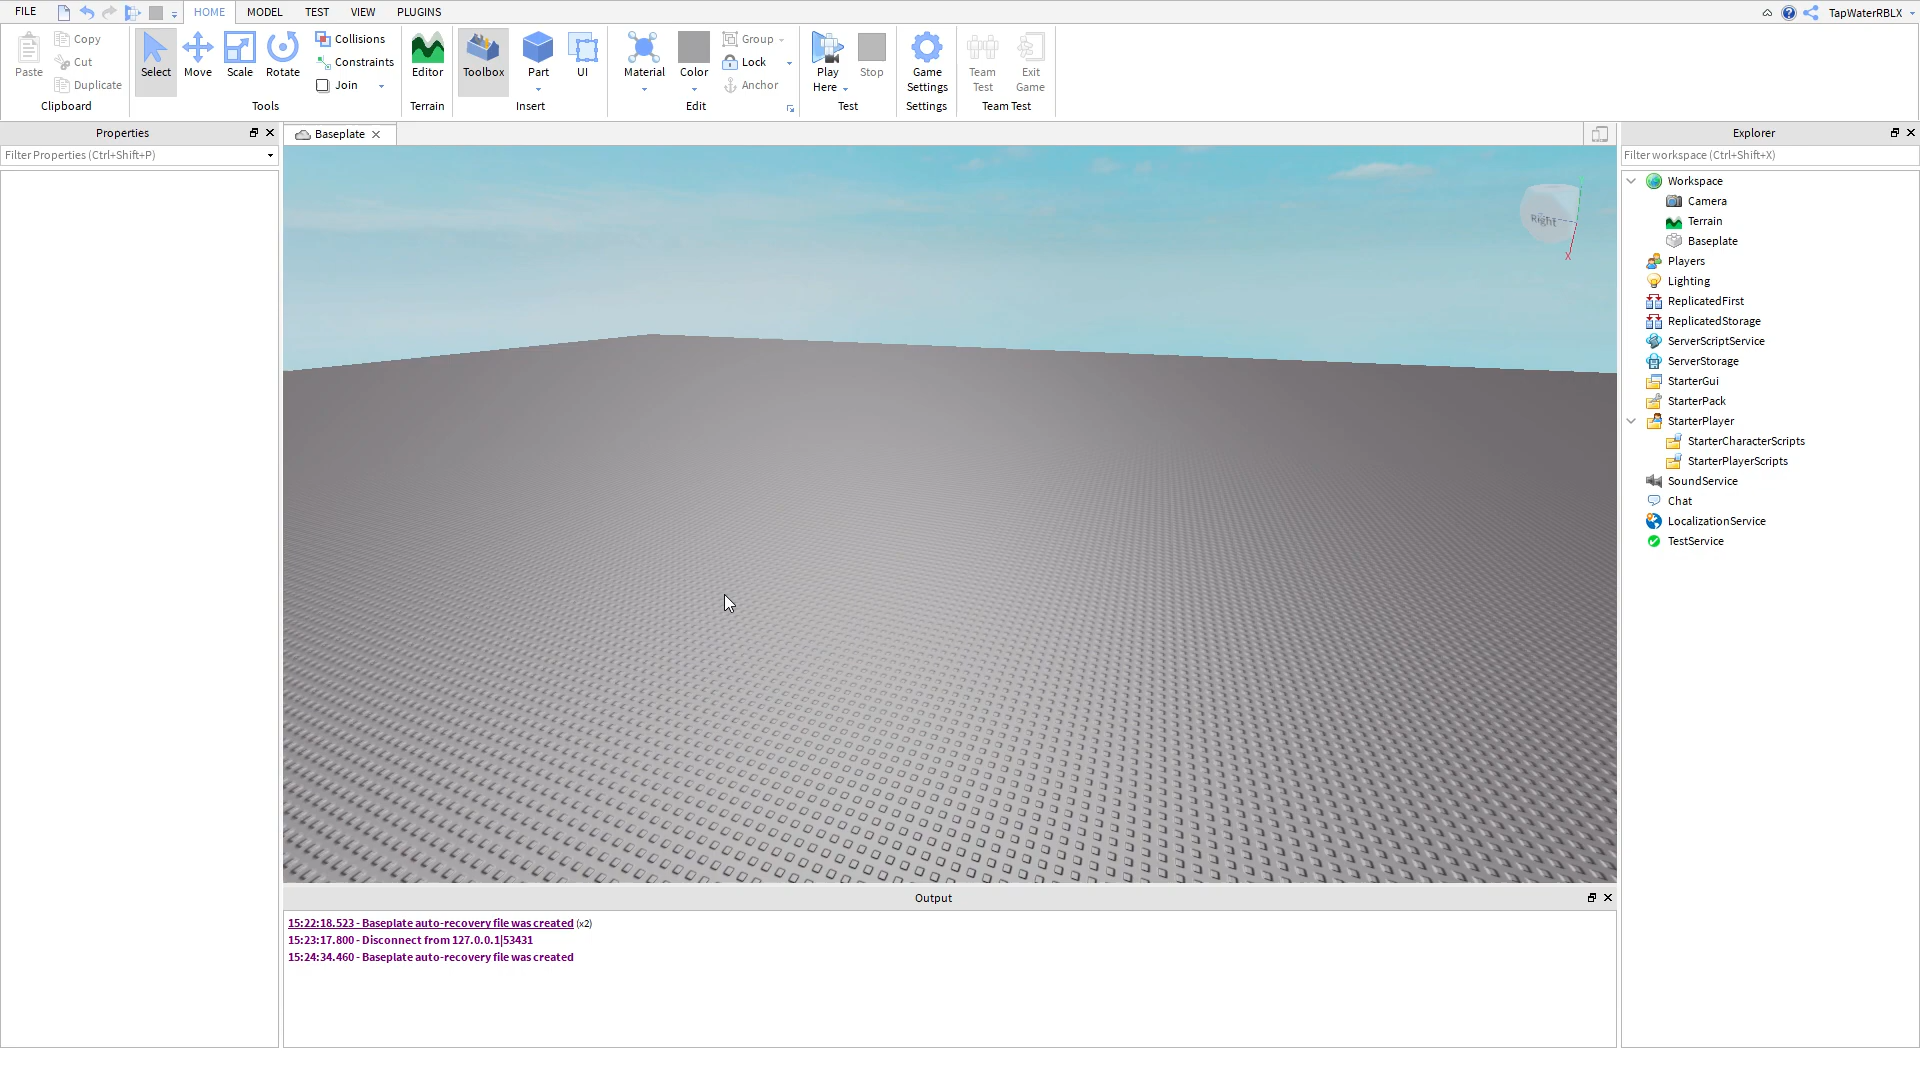 FILE HOME MODEL TEST VIEW PLUGINS TapWaterRBLX
Paste Copy Cut Duplicate
Clipboard
Select Move Scale Rotate Collisions Constraints Join
Tools
Editor
Terrain
Toolbox Part UI
Insert
Material Color Group Lock Anchor
Edit
Play Here Stop
Test
Game Settings
Settings
Team Test Exit Game
Team Test
Properties
Filter Properties (Ctrl+Shift+P)
Baseplate
Right
X
Explorer
Filter workspace (Ctrl+Shift+X)
Workspace
Camera
Terrain
Baseplate
Players
Lighting
ReplicatedFirst
ReplicatedStorage
ServerScriptService
ServerStorage
StarterGui
StarterPack
StarterPlayer
StarterCharacterScripts
StarterPlayerScripts
SoundService
Chat
LocalizationService
TestService
Output
15:22:18.523 - Baseplate auto-recovery file was created (x2)
15:23:17.800 - Disconnect from 127.0.0.1|53431
15:24:34.460 - Baseplate auto-recovery file was created